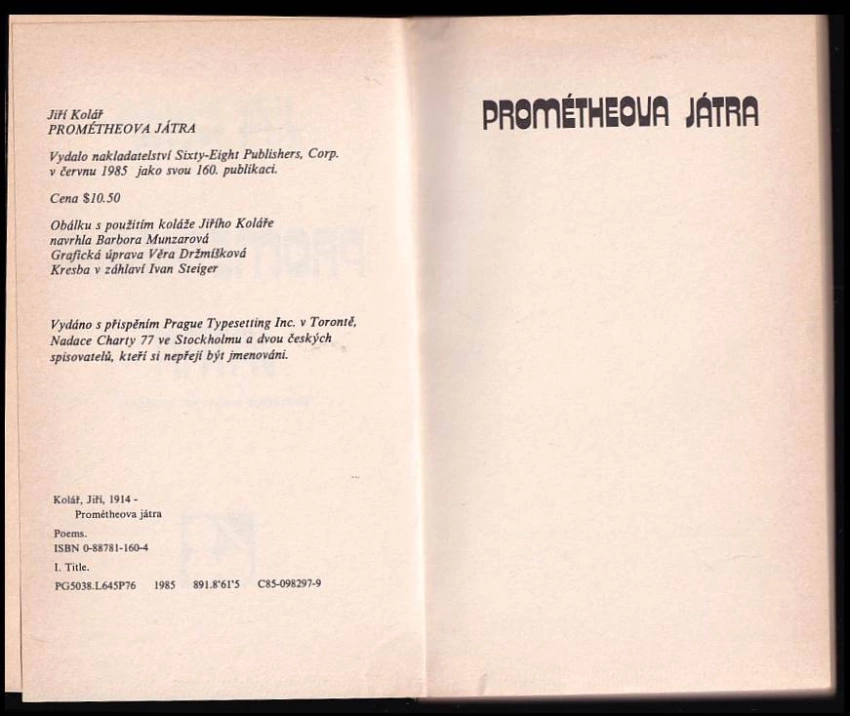 Jiří Kolář
PROMÉTHEOVA JÁTRA
Vydalo nakladatelství Sixty-Eight Publishers, Corp.
v červnu 1985 jako svou 160. publikaci.
Cena $10.50
Obálku s použitím koláže Jiřího Koláře
navrhla Barbora Munzarová
Grafická úprava Věra Držmíšková
Kresba v záhlaví Ivan Steiger
Vydáno s přispěním Prague Typesetting Inc. v Torontě,
Nadace Charty 77 ve Stockholmu a dvou českých
spisovatelů, kteří si nepřejí být jmenováni.
Kolář, Jiří, 1914 -
Prométheova játra
Poems.
ISBN 0-88781-160-4
I. Title.
PG5038.L645P76 1985 891.8'61'5 C85-098297-9
PROMÉTHEOVA JÁTRA